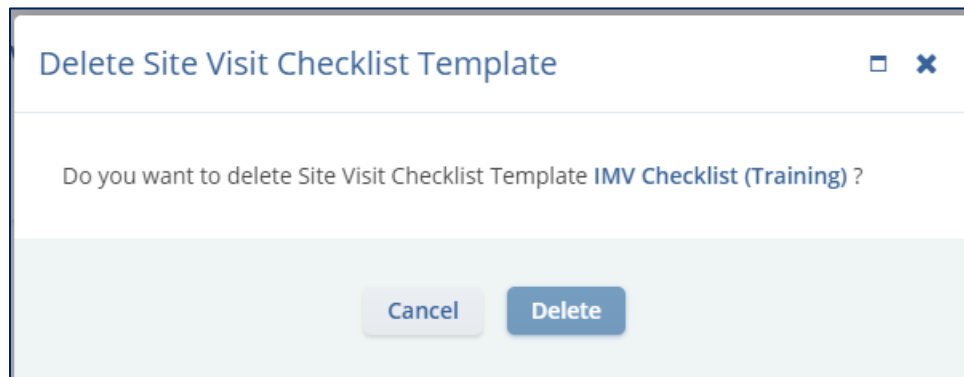 Delete Site Visit Checklist Template
Do you want to delete Site Visit Checklist Template IMV Checklist (Training) ?
Cancel
Delete